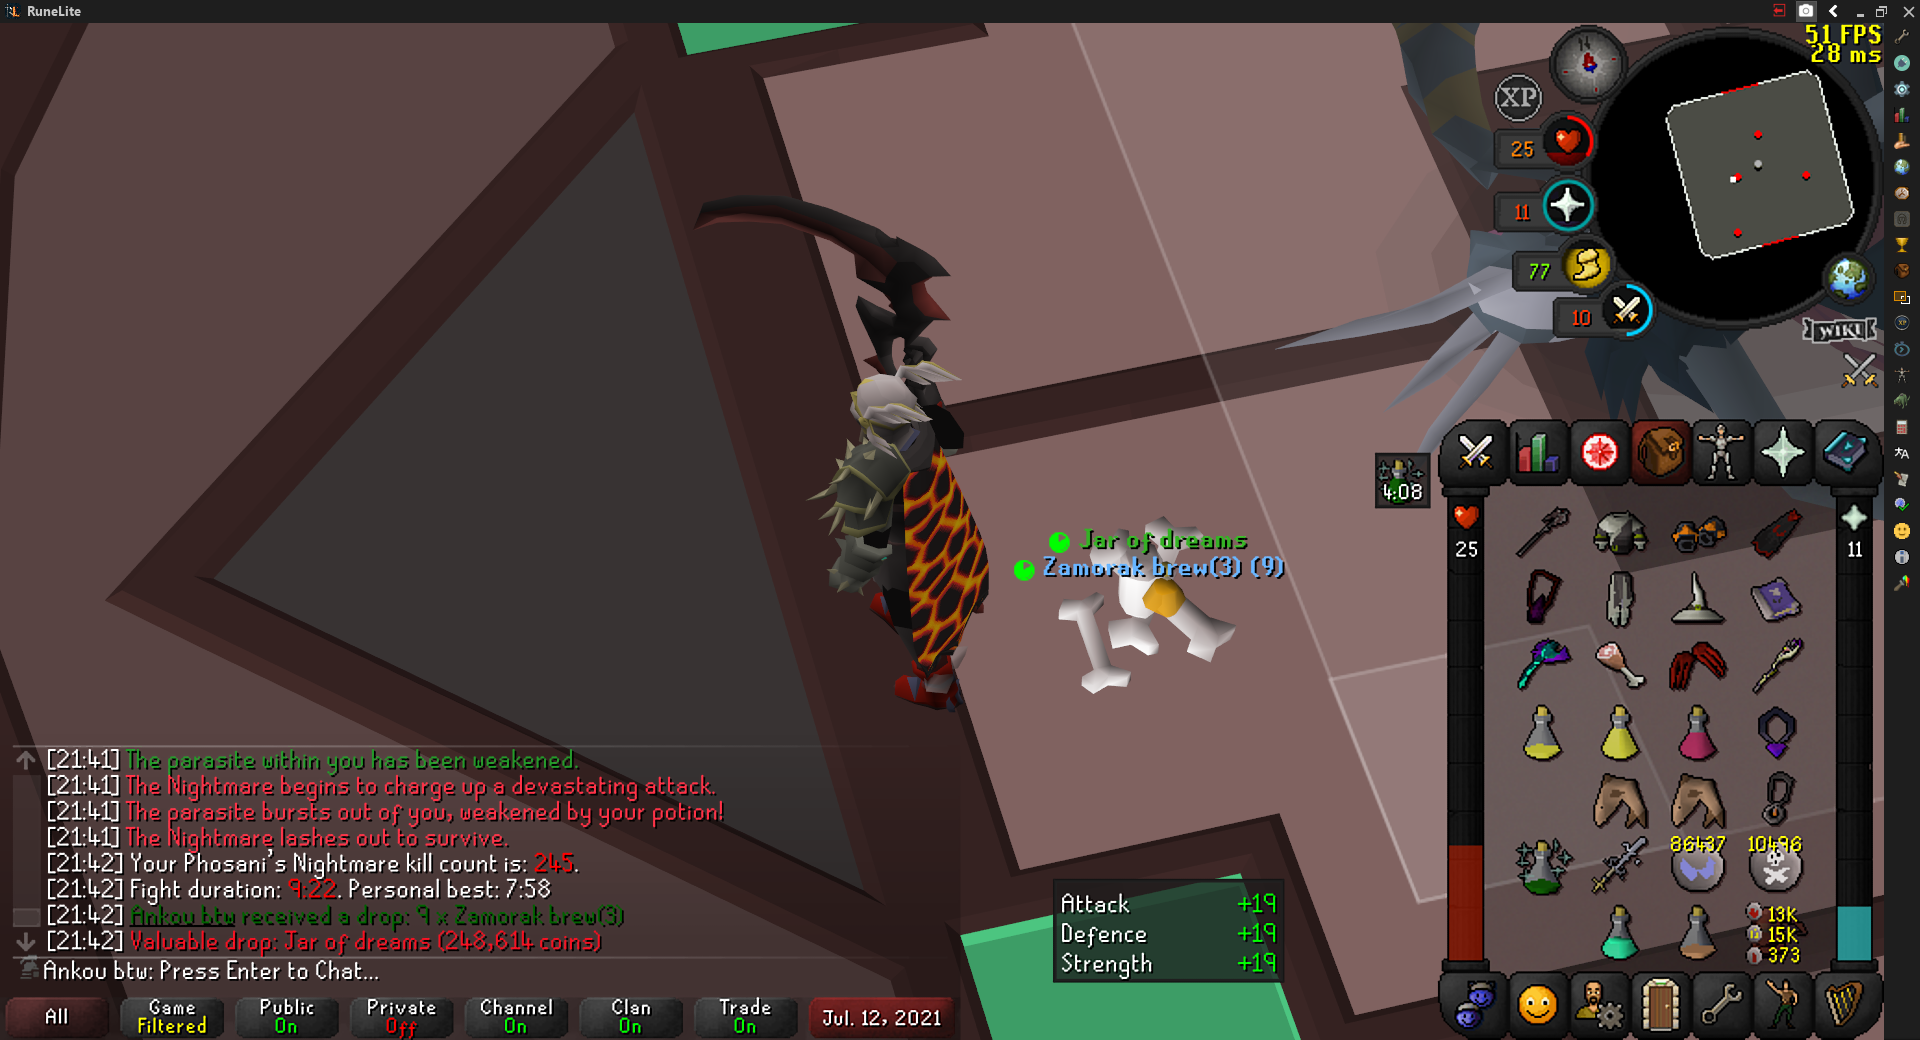 RuneLite
51 FPS
28 ms
XP
25
11
77
10
WIKI
4:08
25
11
Jar of dreams
Zamorak brew(3) (9)
86437
10496
13K
15K
373
[21:41] The parasite within you has been weakened.
[21:41] The Nightmare begins to charge up a devastating attack.
[21:41] The parasite bursts out of you, weakened by your potion!
[21:41] The Nightmare lashes out to survive.
[21:42] Your Phosani's Nightmare kill count is: 245.
[21:42] Fight duration: 9:22. Personal best: 7:58
[21:42] Ankou btw received a drop: 9 x Zamorak brew(3)
[21:42] Valuable drop: Jar of dreams (248,614 coins)
Ankou btw: Press Enter to Chat...
Attack +19
Defence +19
Strength +19
All
Game
Filtered
Public
On
Private
Off
Channel
On
Clan
On
Trade
On
Jul. 12, 2021